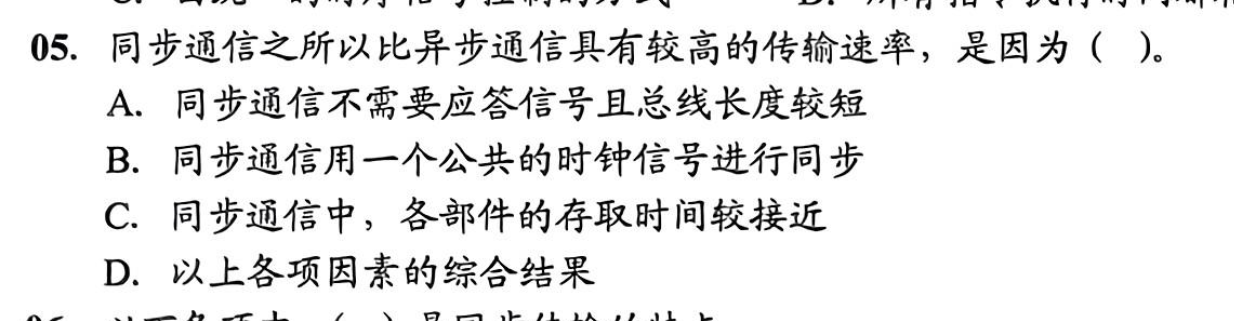 05. 同步通信之所以比异步通信具有较高的传输速率，是因为（ ）。
A. 同步通信不需要应答信号且总线长度较短
B. 同步通信用一个公共的时钟信号进行同步
C. 同步通信中，各部件的存取时间较接近
D. 以上各项因素的综合结果